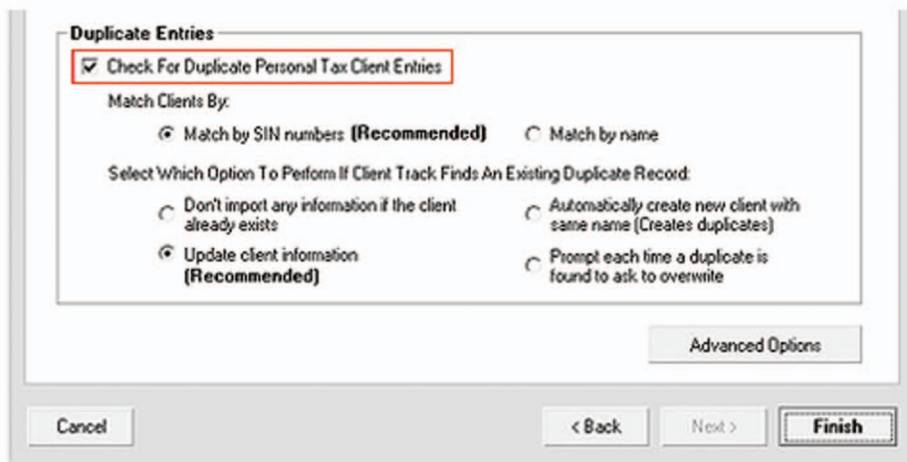 Duplicate Entries
Check For Duplicate Personal Tax Client Entries
Match Clients By:
Match by SIN numbers (Recommended)
Match by name
Select Which Option To Perform If Client Track Finds An Existing Duplicate Record:
Don't import any information if the client
already exists
Automatically create new client with
same name (Creates duplicates)
Update client information
(Recommended)
Prompt each time a duplicate is
found to ask to overwrite
Advanced Options
Cancel
< Back
Next >
Finish